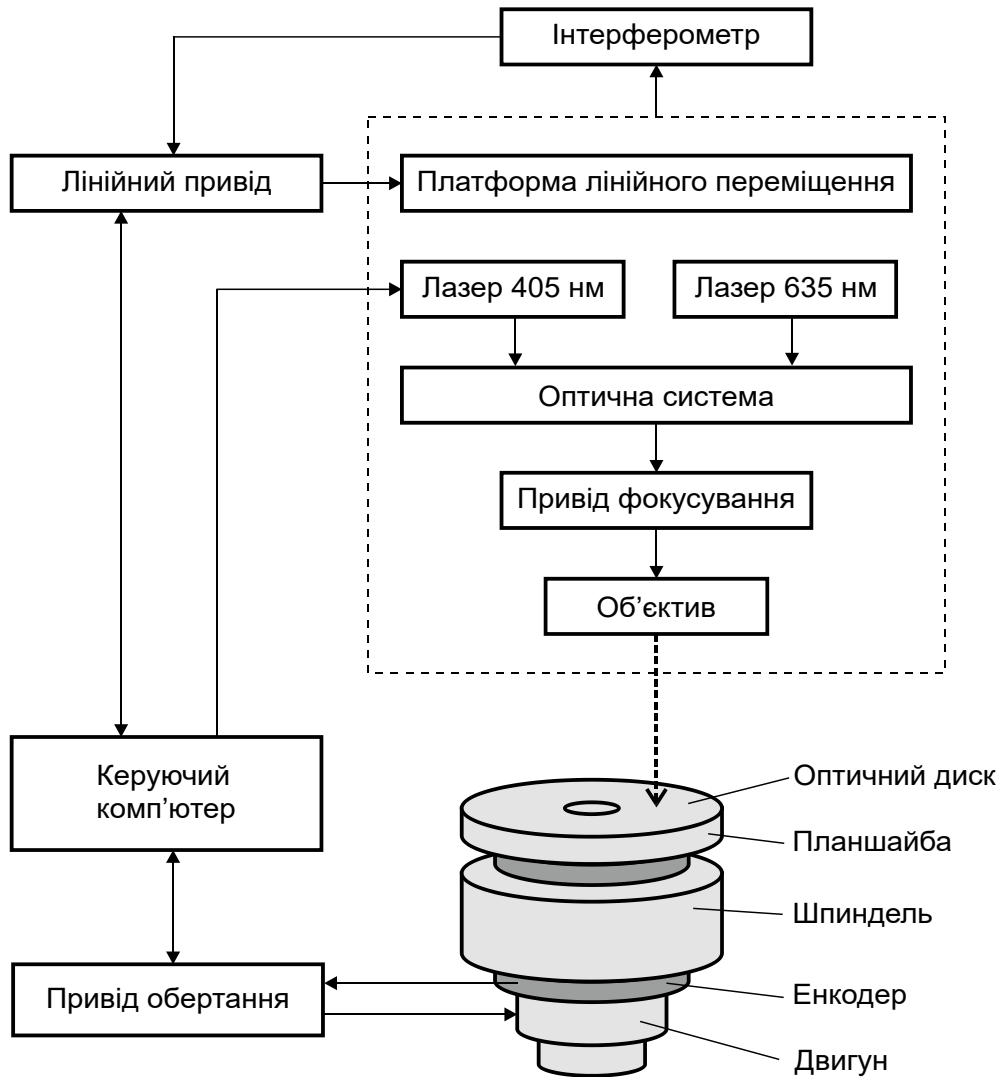 Інтерферометр
Лінійний привід
Платформа лінійного переміщення
Лазер 405 нм
Лазер 635 нм
Оптична система
Привід фокусування
Об’єктив
Керуючий
комп’ютер
Оптичний диск
Планшайба
Шпиндель
Привід обертання
Енкодер
Двигун